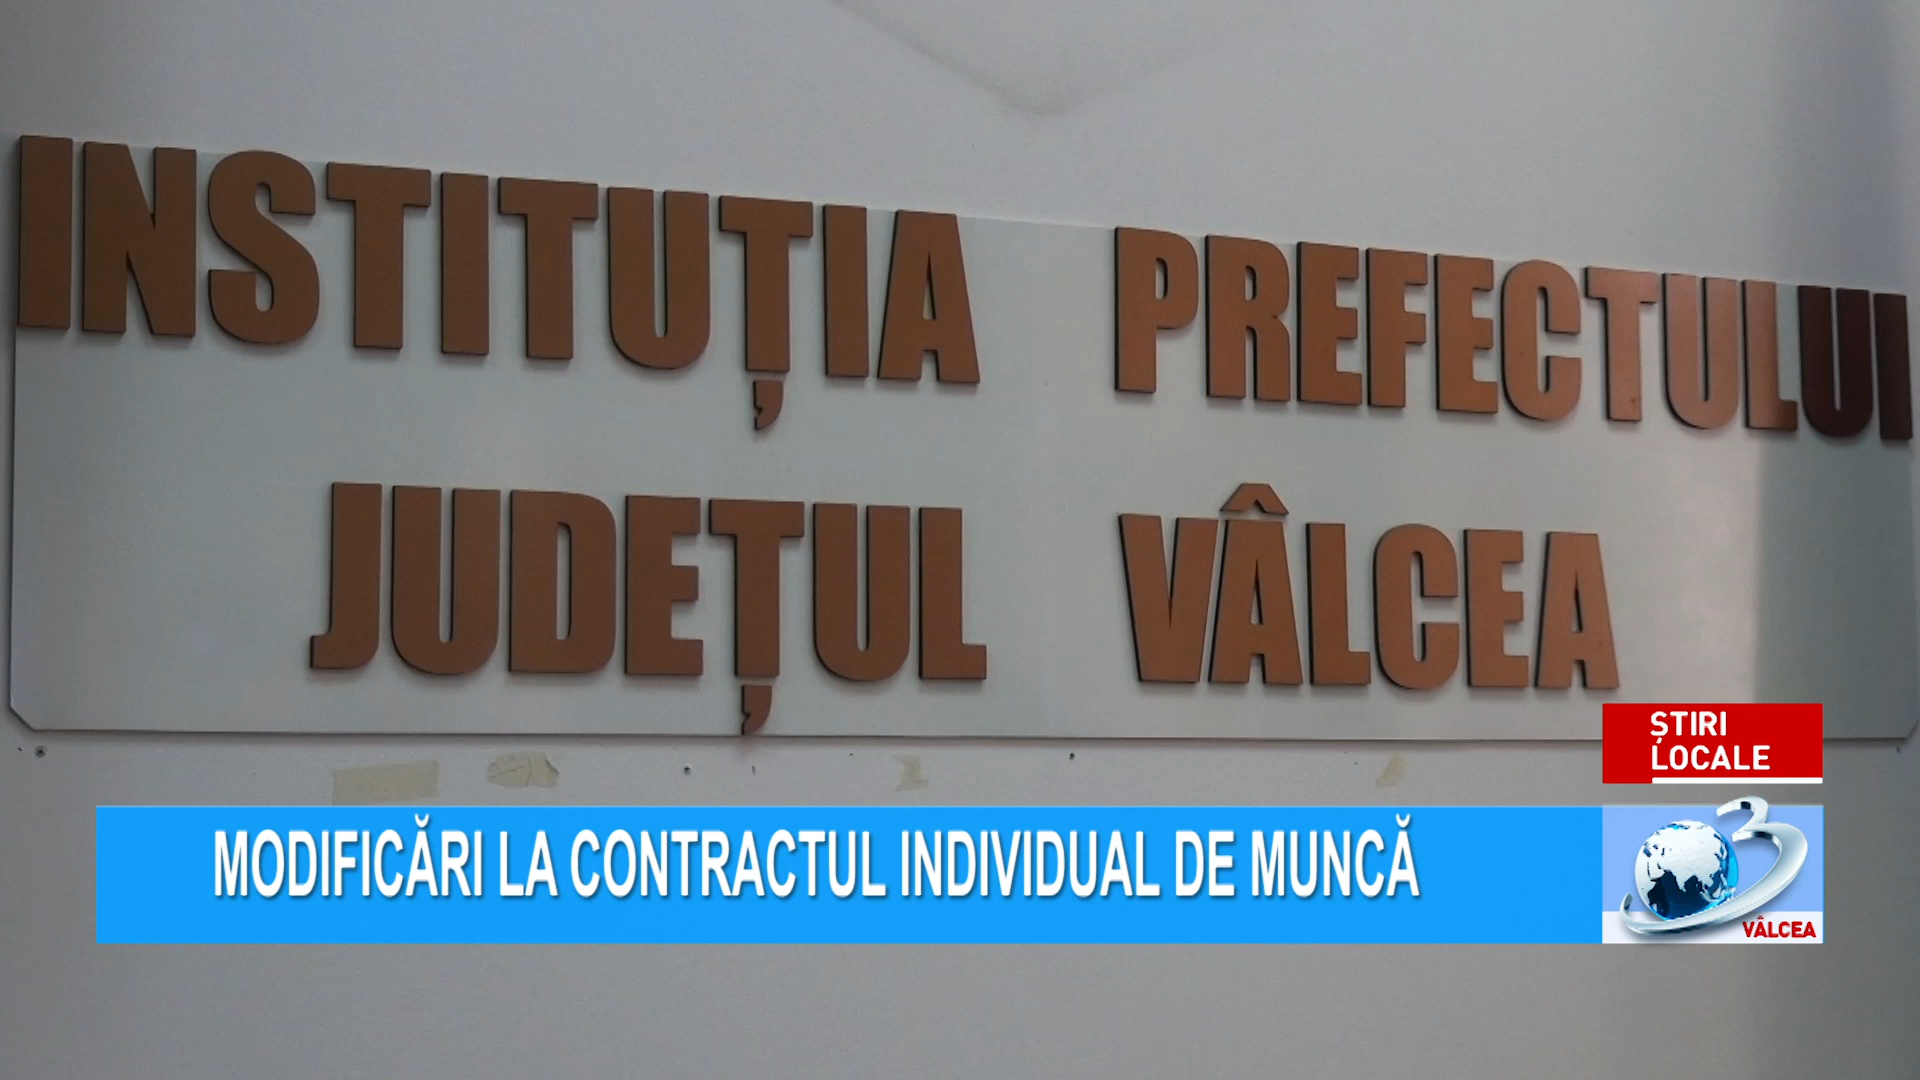 INSTITUȚIA PREFECTULUI
JUDEȚUL VÂLCEA
ȘTIRI
LOCALE
MODIFICĂRI LA CONTRACTUL INDIVIDUAL DE MUNCĂ
3
VÂLCEA